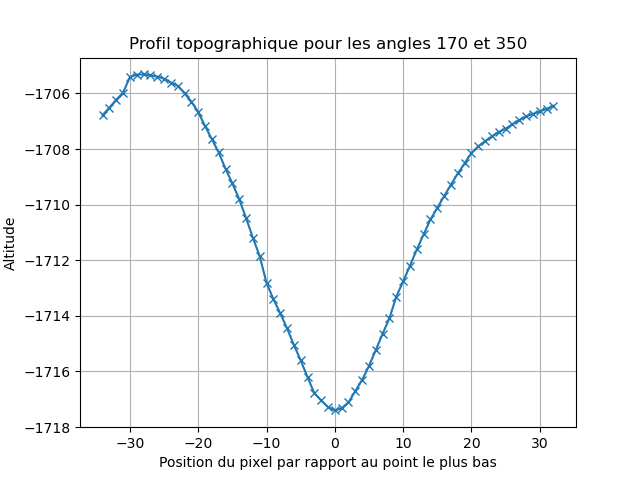 Profil topographique pour les angles 170 et 350
Altitude
−1706
−1708
−1710
−1712
−1714
−1716
−1718
−30 −20 −10 0 10 20 30
Position du pixel par rapport au point le plus bas